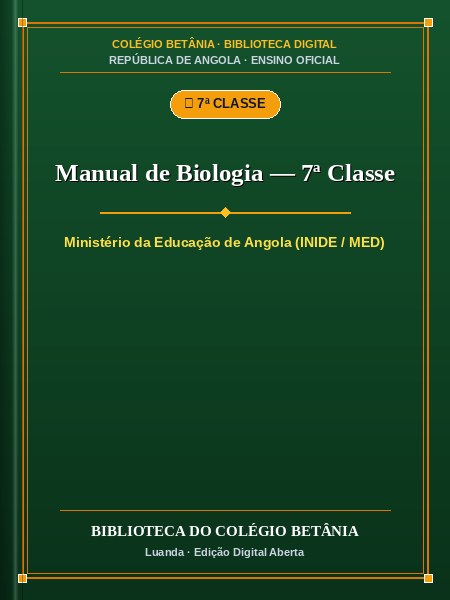 COLÉGIO BETÂNIA · BIBLIOTECA DIGITAL
REPÚBLICA DE ANGOLA · ENSINO OFICIAL
7ª CLASSE
Manual de Biologia — 7ª Classe
Ministério da Educação de Angola (INIDE / MED)
BIBLIOTECA DO COLÉGIO BETÂNIA
Luanda · Edição Digital Aberta